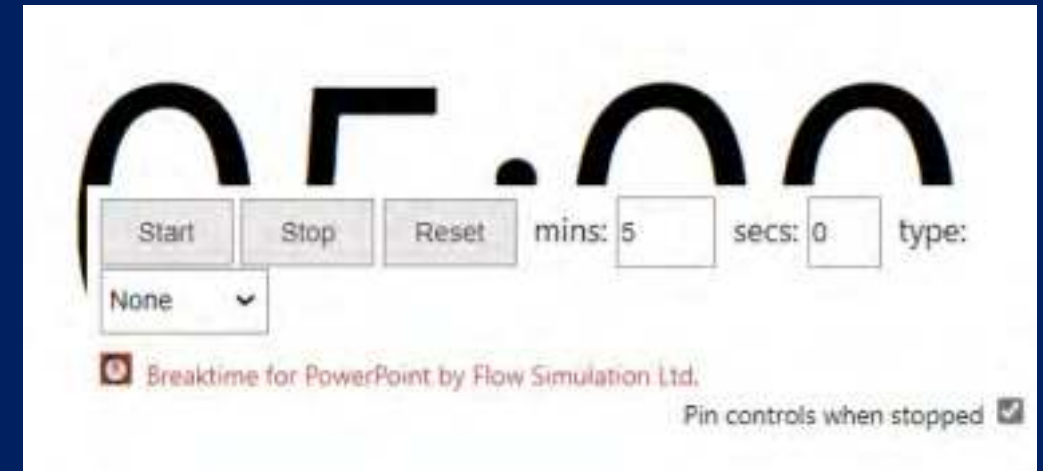 05:00
Start Stop Reset mins: 5 secs: 0 type:
None
Breaktime for PowerPoint by Flow Simulation Ltd.
Pin controls when stopped